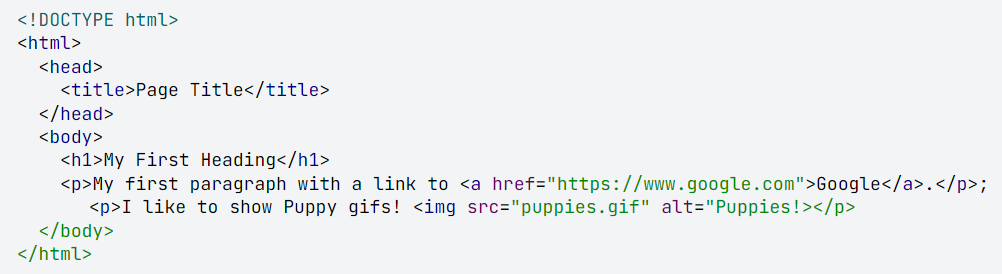 <!DOCTYPE html>
<html>
  <head>
    <title>Page Title</title>
  </head>
  <body>
    <h1>My First Heading</h1>
    <p>My first paragraph with a link to <a href="https://www.google.com">Google</a>.</p>;
       <p>I like to show Puppy gifs! <img src="puppies.gif" alt="Puppies!></p>
  </body>
</html>